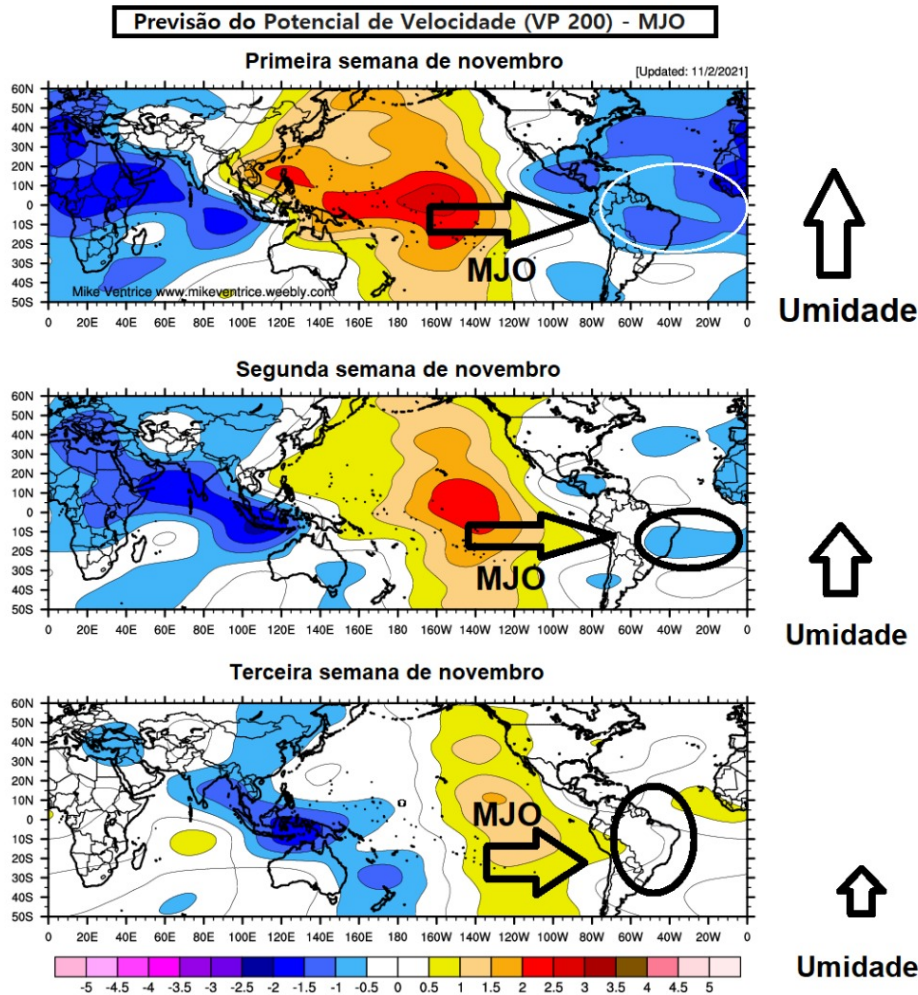 Previsão do Potencial de Velocidade (VP 200) - MJO
Primeira semana de novembro
[Updated: 11/2/2021]
60N
50N
40N
30N
20N
10N
0
10S
20S
30S
40S
50S
MJO
Mike Ventrice www.mikeventrice.weebly.com
0 20E 40E 60E 80E 100E 120E 140E 160E 180 160W 140W 120W 100W 80W 60W 40W 20W 0
Umidade
Segunda semana de novembro
60N
50N
40N
30N
20N
10N
0
10S
20S
30S
40S
50S
MJO
0 20E 40E 60E 80E 100E 120E 140E 160E 180 160W 140W 120W 100W 80W 60W 40W 20W 0
Umidade
Terceira semana de novembro
60N
50N
40N
30N
20N
10N
0
10S
20S
30S
40S
50S
MJO
0 20E 40E 60E 80E 100E 120E 140E 160E 180 160W 140W 120W 100W 80W 60W 40W 20W 0
Umidade
-5 -4.5 -4 -3.5 -3 -2.5 -2 -1.5 -1 -0.5 0 0.5 1 1.5 2 2.5 3 3.5 4 4.5 5